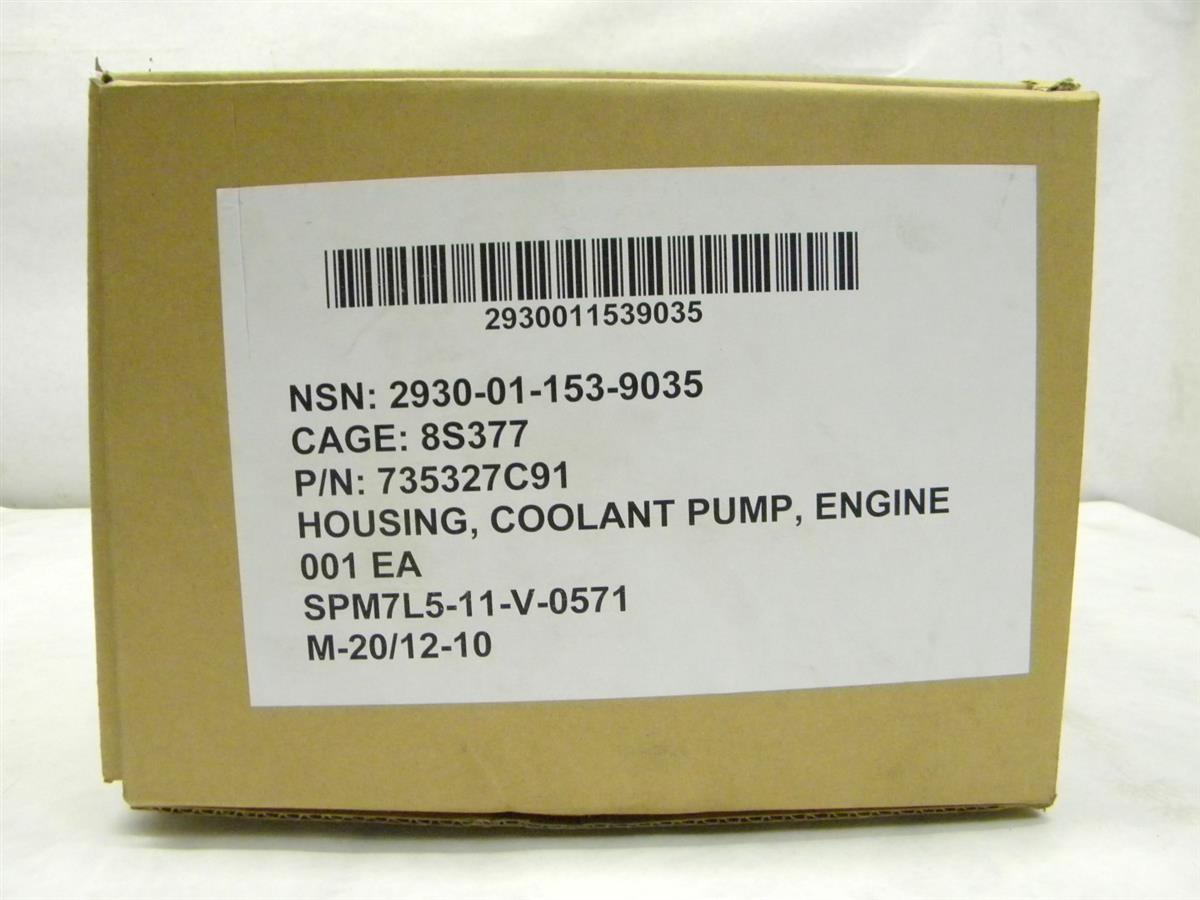 2930011539035
NSN: 2930-01-153-9035
CAGE: 8S377
P/N: 735327C91
HOUSING, COOLANT PUMP, ENGINE
001 EA
SPM7L5-11-V-0571
M-20/12-10